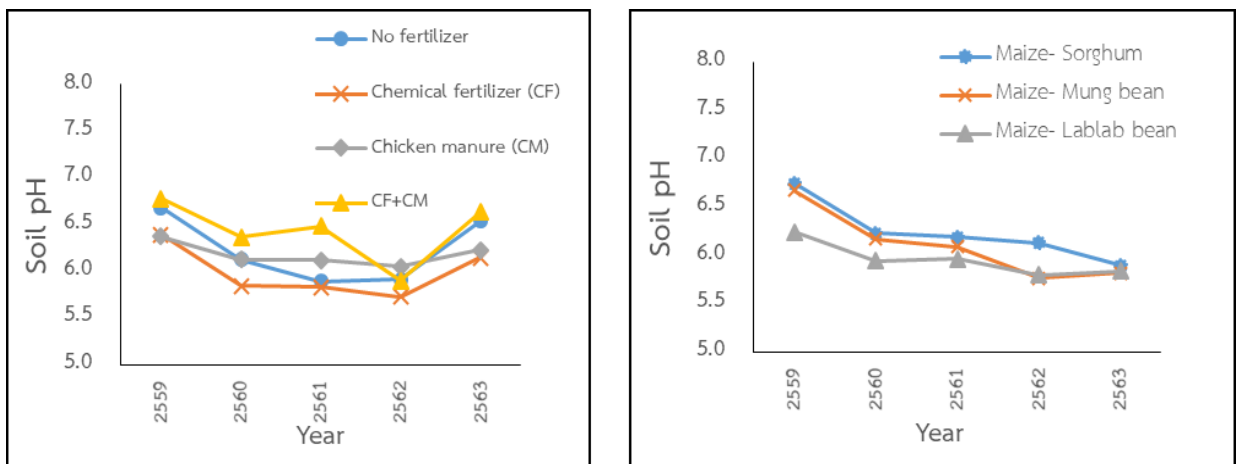 No fertilizer
Chemical fertilizer (CF)
Chicken manure (CM)
CF+CM
8.0
7.5
7.0
6.5
6.0
5.5
5.0
Soil pH
2559
2560
2561
2562
2563
Year
Maize- Sorghum
Maize- Mung bean
Maize- Lablab bean
8.0
7.5
7.0
6.5
6.0
5.5
5.0
Soil pH
2559
2560
2561
2562
2563
Year